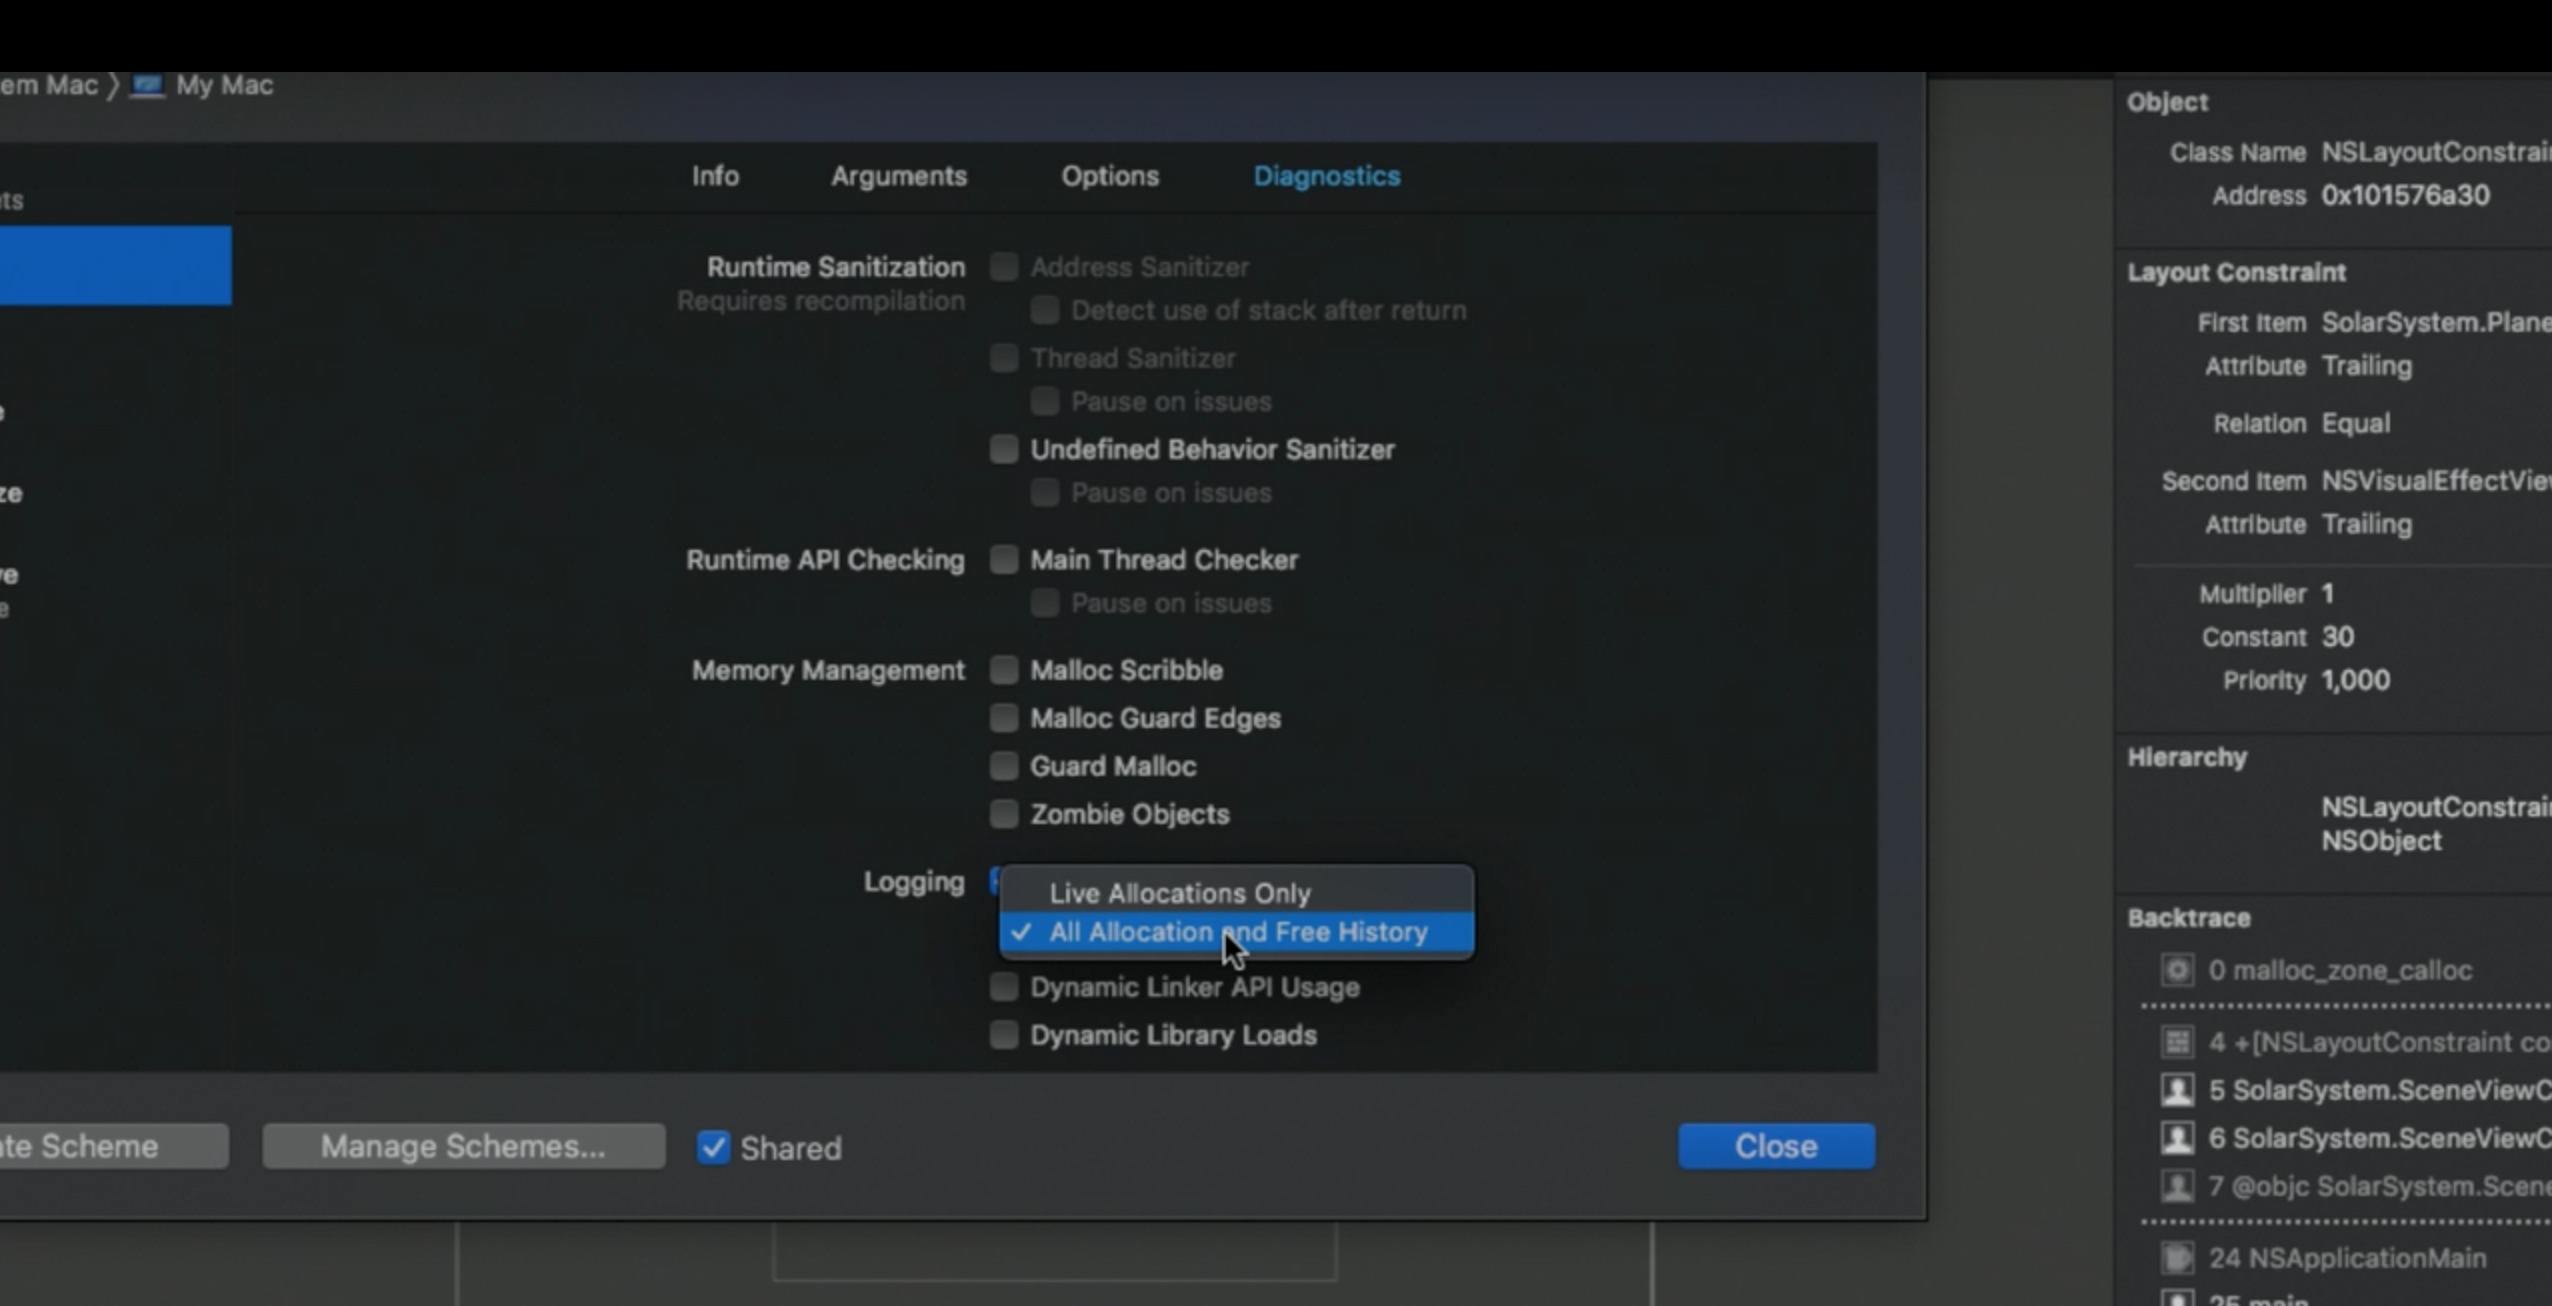 em Mac 〉 My Mac
ts
e
ze
ve
e
Info Arguments Options Diagnostics
Runtime Sanitization
Requires recompilation
Address Sanitizer
Detect use of stack after return
Thread Sanitizer
Pause on issues
Undefined Behavior Sanitizer
Pause on issues
Runtime API Checking
Main Thread Checker
Pause on issues
Memory Management
Malloc Scribble
Malloc Guard Edges
Guard Malloc
Zombie Objects
Logging
Live Allocations Only
All Allocation and Free History
Dynamic Linker API Usage
Dynamic Library Loads
te Scheme
Manage Schemes...
Shared
Close
Object
Class Name NSLayoutConstrain
Address 0x101576a30
Layout Constraint
First Item SolarSystem.Plane
Attribute Trailing
Relation Equal
Second Item NSVisualEffectView
Attribute Trailing
Multiplier 1
Constant 30
Priority 1,000
Hierarchy
NSLayoutConstrain
NSObject
Backtrace
0 malloc_zone_calloc
4 +[NSLayoutConstraint co
5 SolarSystem.SceneViewC
6 SolarSystem.SceneViewC
7 @objc SolarSystem.Scene
24 NSApplicationMain
25 main